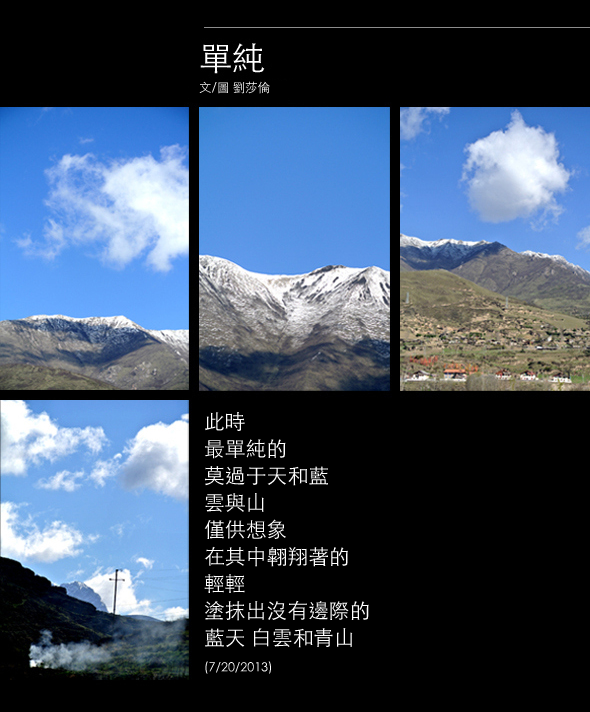 單純
文/圖 劉莎倫
此時
最單純的
莫過于天和藍
雲與山
僅供想象
在其中翱翔著的
輕輕
塗抹出沒有邊際的
藍天 白雲和青山
(7/20/2013)